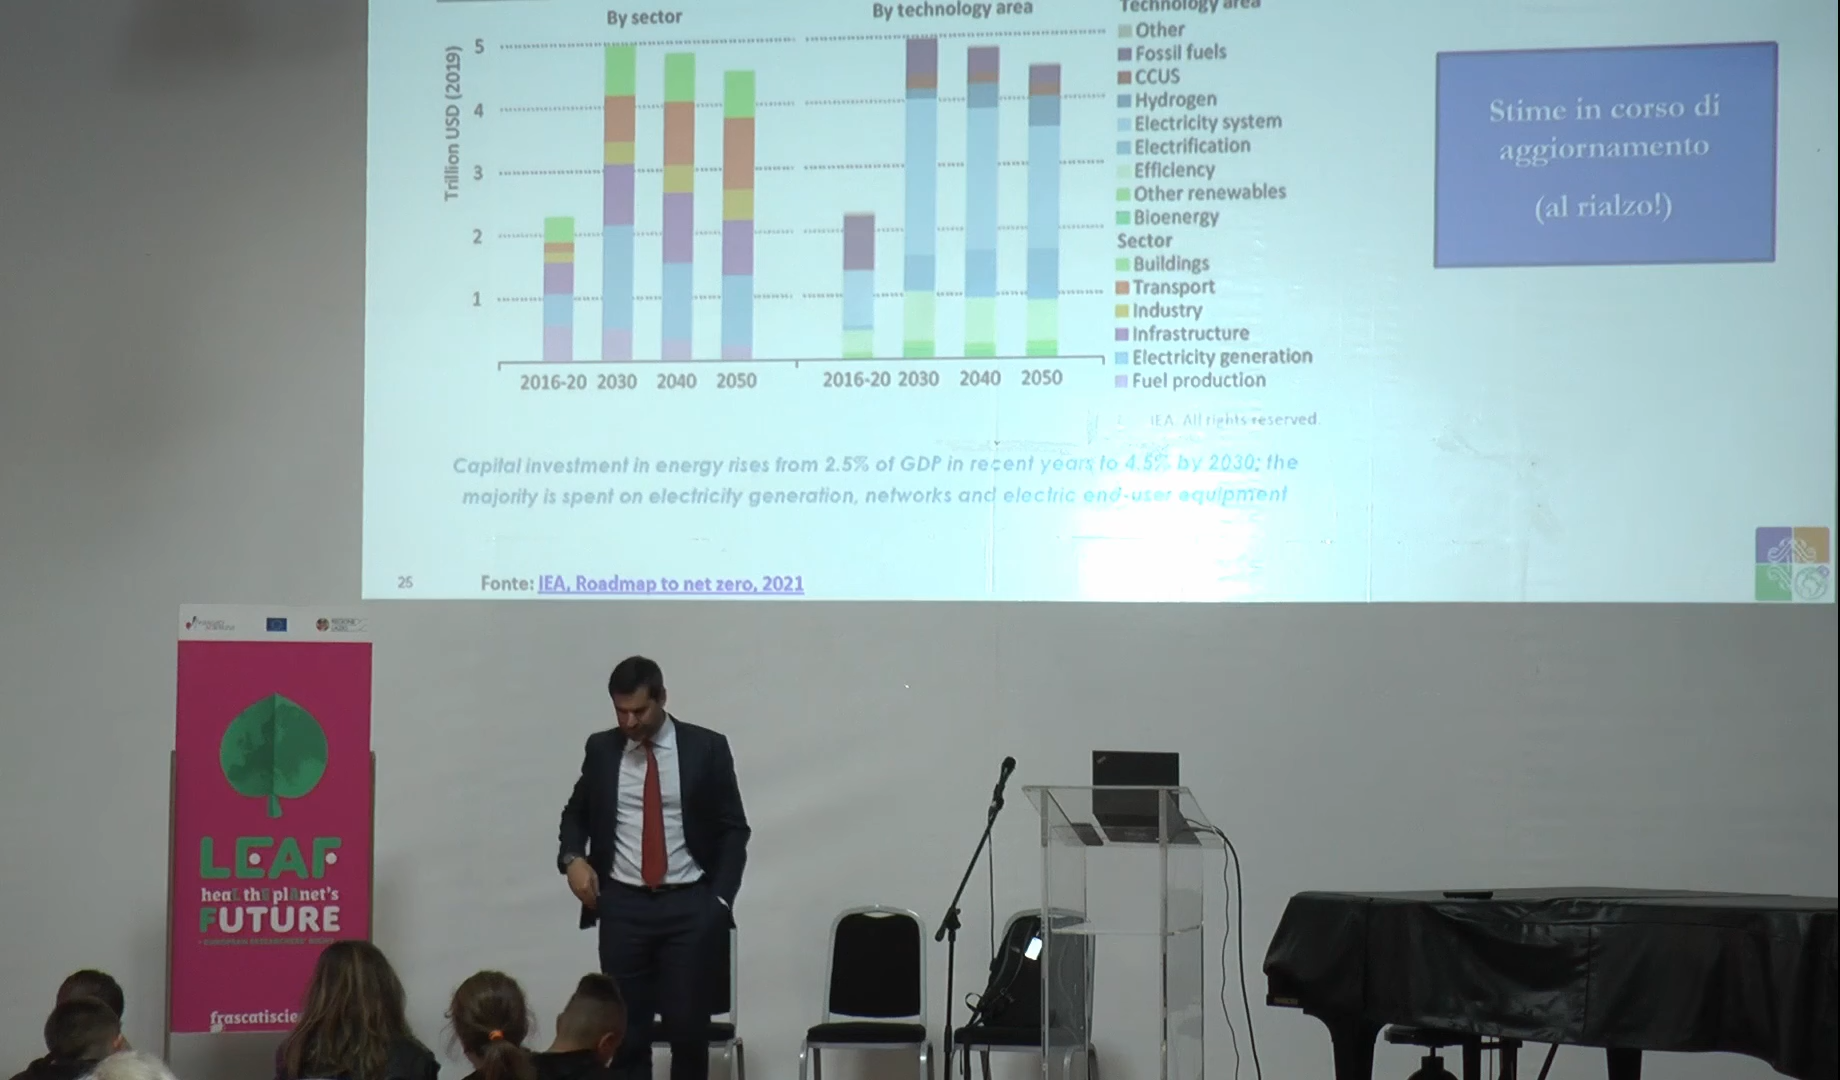 By sector
By technology area
Technology area
Trillion USD (2019)
5
4
3
2
1
2016-20 2030 2040 2050
2016-20 2030 2040 2050
Other
Fossil fuels
CCUS
Hydrogen
Electricity system
Electrification
Efficiency
Other renewables
Bioenergy
Sector
Buildings
Transport
Industry
Infrastructure
Electricity generation
Fuel production
IEA. All rights reserved.
Stime in corso di
aggiornamento
(al rialzo!)
Capital investment in energy rises from 2.5% of GDP in recent years to 4.5% by 2030; the
majority is spent on electricity generation, networks and electric end-user equipment
25
Fonte: IEA, Roadmap to net zero, 2021
LEAF
heal the planet's
FUTURE
frascatiscie